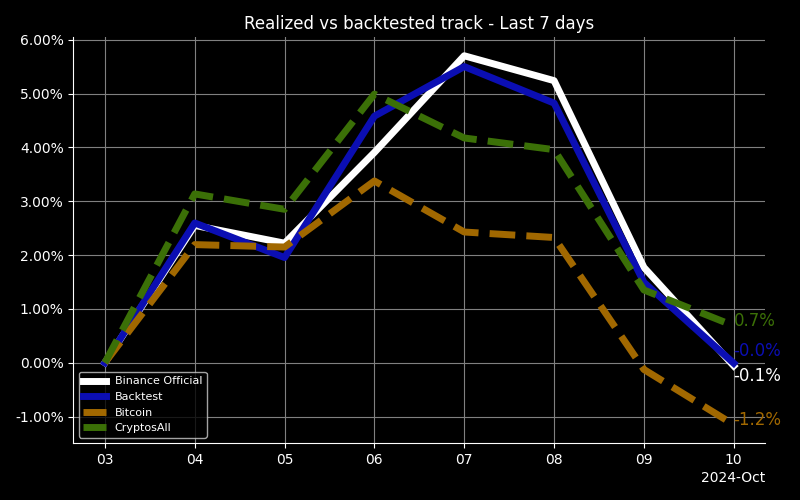 Realized vs backtested track - Last 7 days
6.00%
5.00%
4.00%
3.00%
2.00%
1.00%
0.00%
-1.00%
0.7%
-0.0%
-0.1%
-1.2%
Binance Official
Backtest
Bitcoin
CryptosAll
03 04 05 06 07 08 09 10
2024-Oct